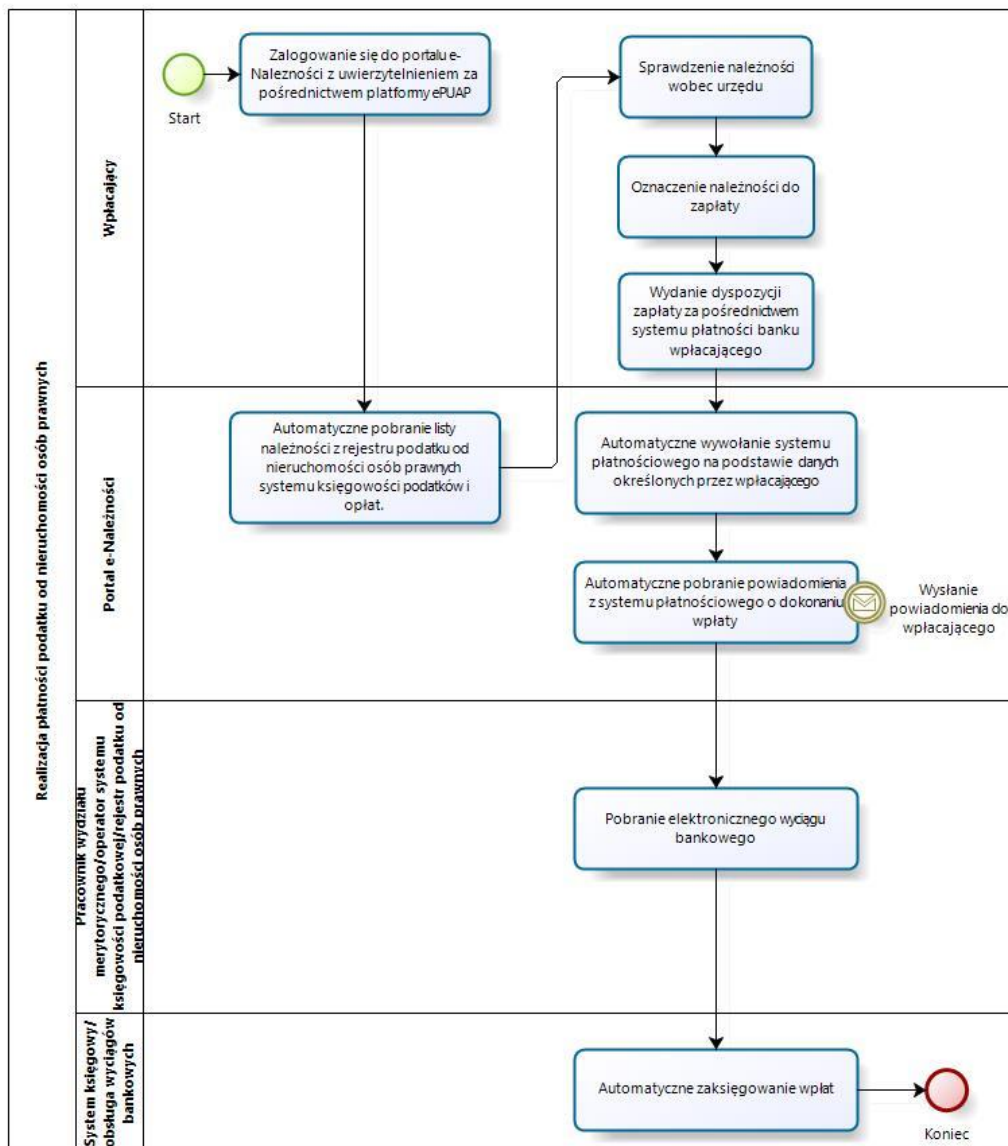 Realizacja płatności podatku od nieruchomości osób prawnych
Wpłacający
Start
Zalogowanie się do portalu e-
Nalezności z uwierzytelnieniem za
pośrednictwem platformy ePUAP
Sprawdzenie należności
wobec urzędu
Oznaczenie należności do
zapłaty
Wydanie dyspozycji
zapłaty za pośrednictwem
systemu płatności banku
wpłacającego
Portal e-Należności
Automatyczne pobranie listy
należności z rejestru podatku od
nieruchomości osób prawnych
systemu księgowości podatków i
opłat.
Automatyczne wywołanie systemu
płatnościowego na podstawie danych
określonych przez wpłacającego
Automatyczne pobranie powiadomienia
z systemu płatnościowego o dokonaniu
wpłaty
Wysłanie
powiadomienia do
wpłacającego
Pracownik wydziału
merytorycznego/operator systemu
księgowości podatkowej/rejestr podatku od
nieruchomości osób prawnych
Pobranie elektronicznego wyciągu
bankowego
System księgowy/
obsługa wyciągów
bankowych
Automatyczne zaksięgowanie wpłat
Koniec